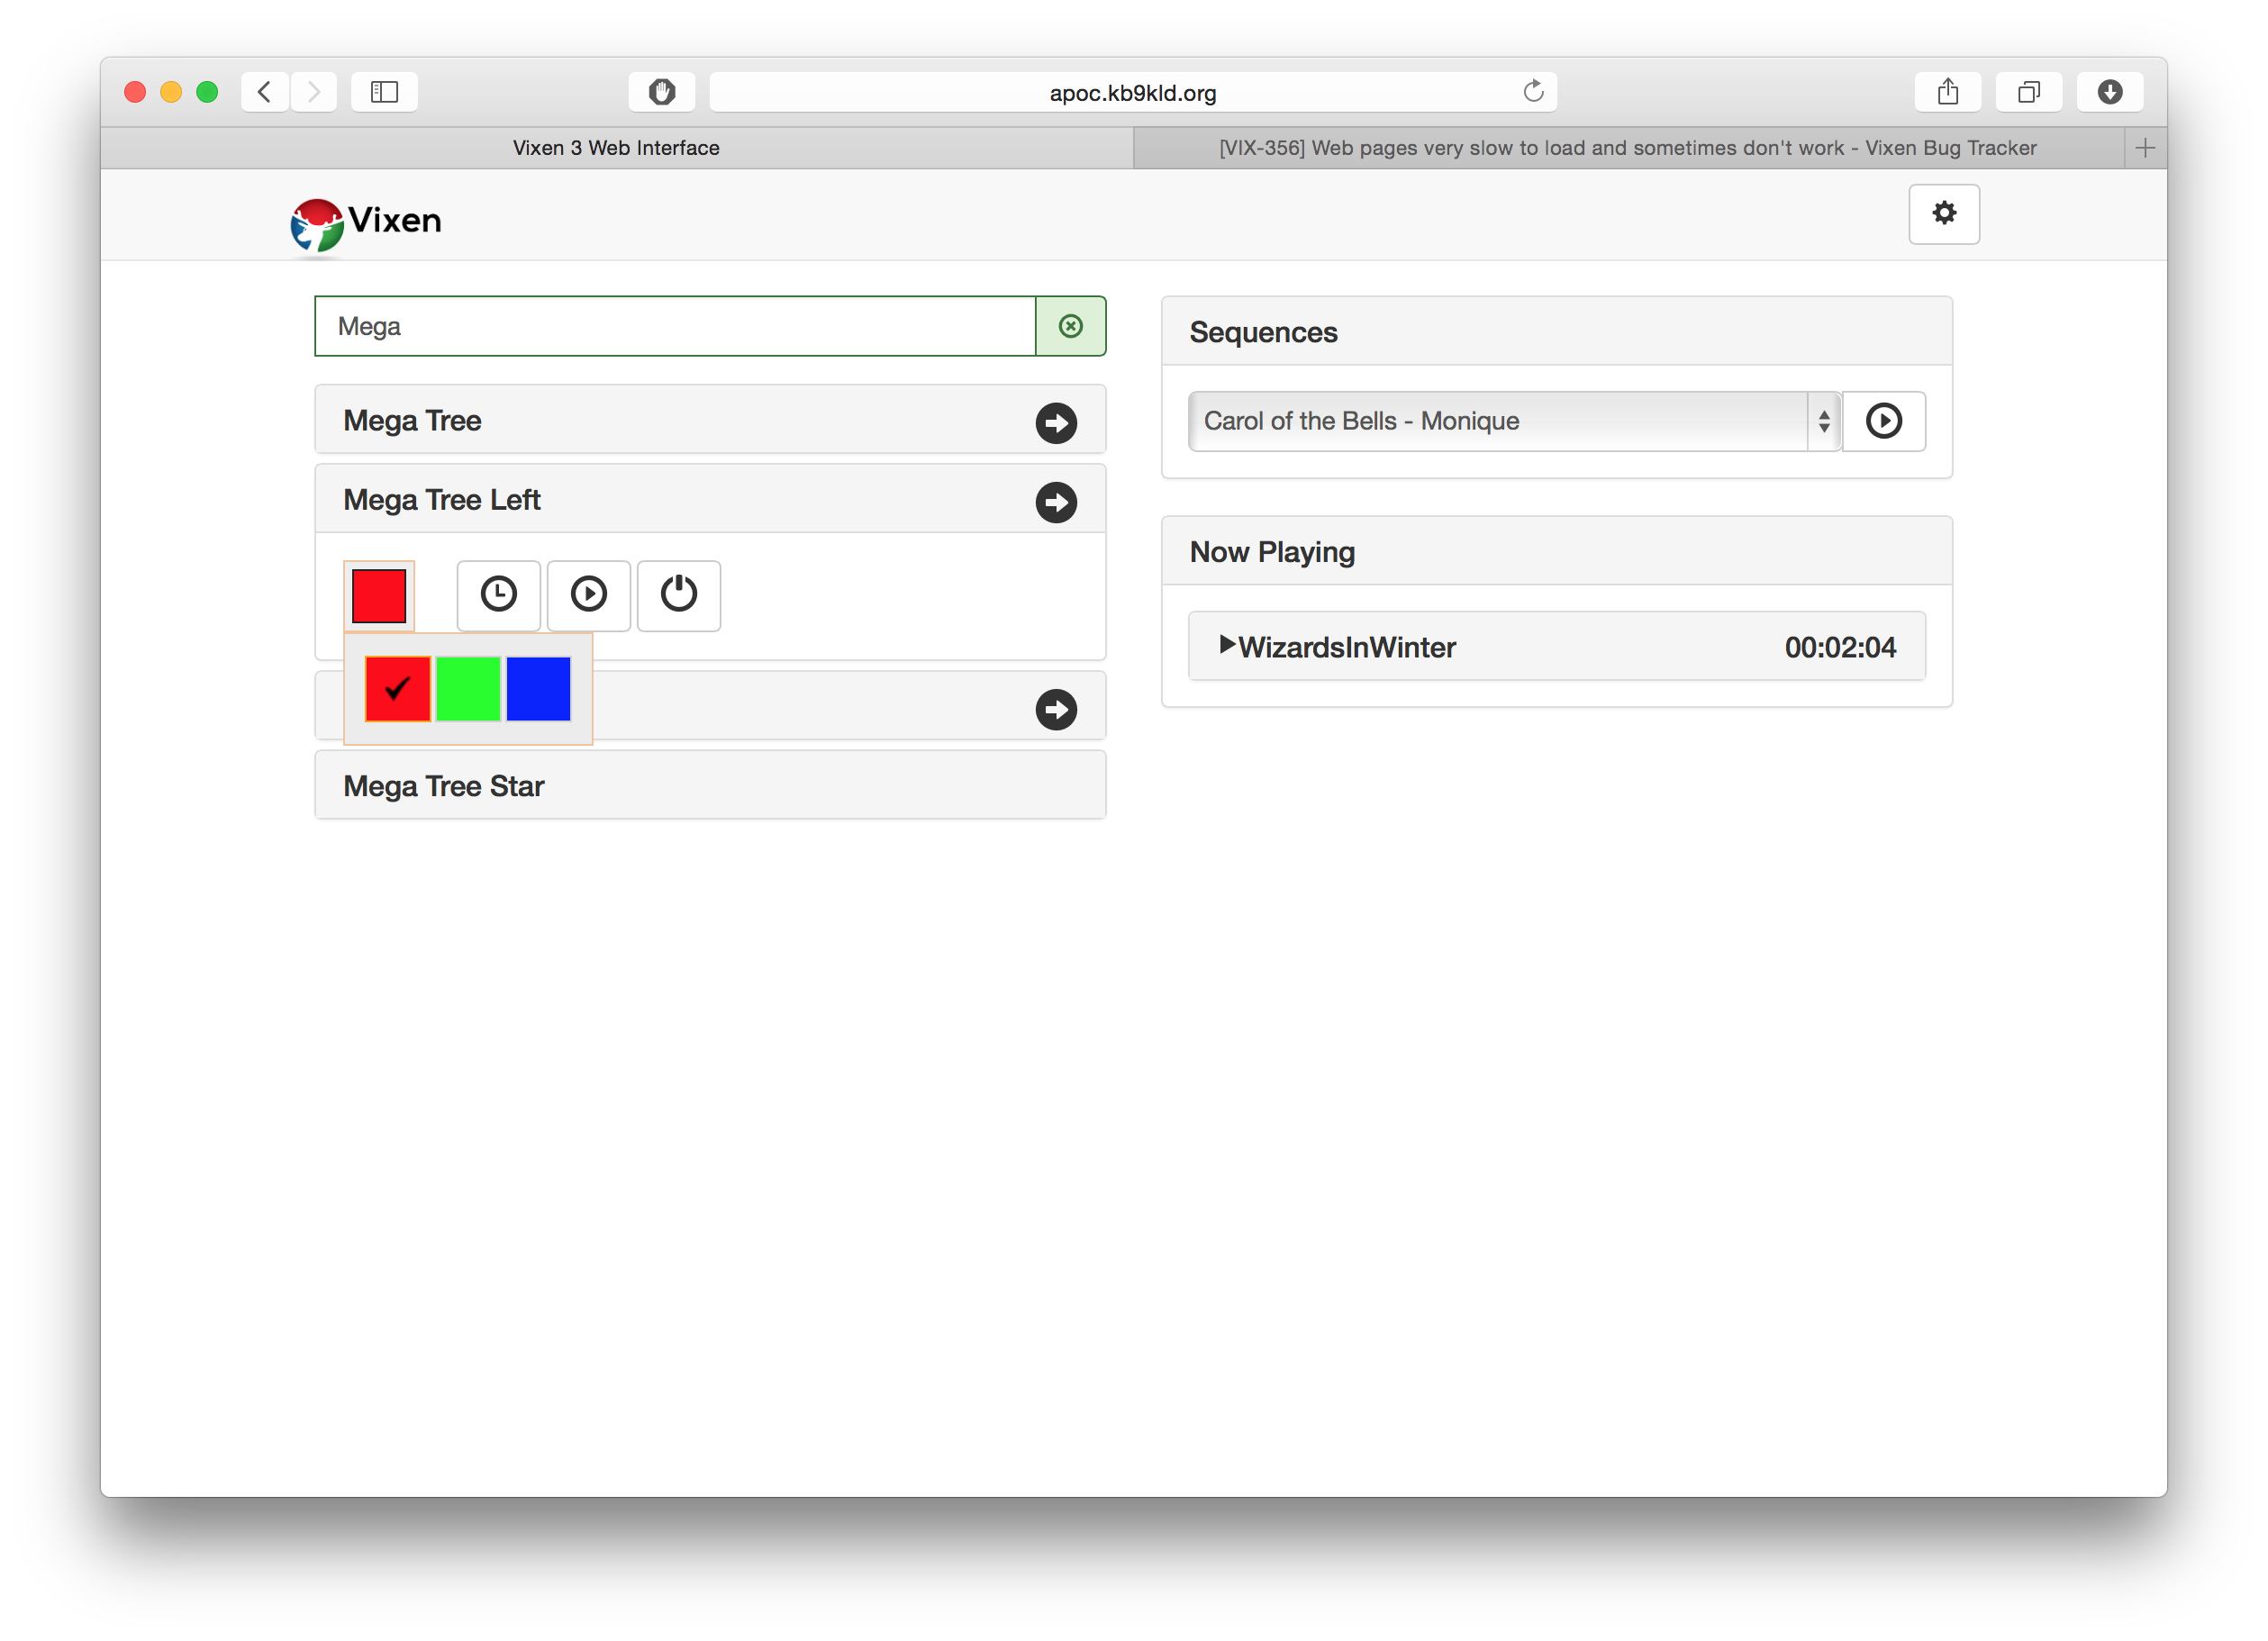 apoc.kb9kld.org
Vixen 3 Web Interface
[VIX-356] Web pages very slow to load and sometimes don't work - Vixen Bug Tracker
Vixen
Mega
Mega Tree
Mega Tree Left
Mega Tree Star
Sequences
Carol of the Bells - Monique
Now Playing
WizardsInWinter 00:02:04